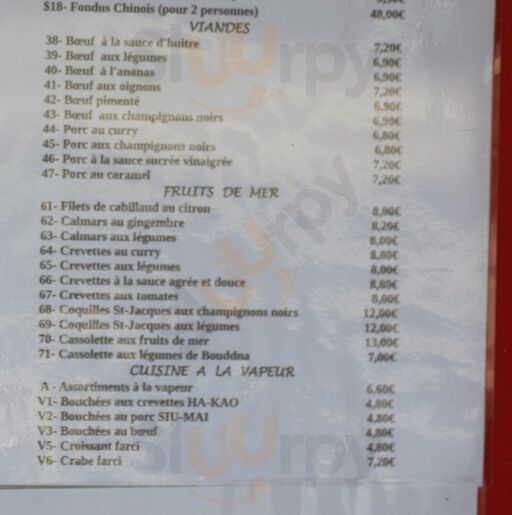 S18- Fondus Chinois (pour 2 personnes) 48,00€
VIANDES
38- Bœuf à la sauce d'huitre 7,20€
39- Bœuf aux légumes 6,90€
40- Bœuf à l'ananas 6,90€
41- Bœuf aux oignons 7,20€
42- Bœuf pimenté 6,90€
43- Bœuf aux champignons noirs 6,90€
44- Porc au curry 6,80€
45- Porc aux champignons noirs 6,80€
46- Porc à la sauce sucrée vinaigrée 7,20€
47- Porc au caramel 7,20€
FRUITS DE MER
61- Filets de cabillaud au citron 8,00€
62- Calmars au gingembre 8,20€
63- Calmars aux légumes 8,00€
64- Crevettes au curry 8,80€
65- Crevettes aux légumes 8,00€
66- Crevettes à la sauce agrée et douce 8,80€
67- Crevettes aux tomates 8,00€
68- Coquilles St-Jacques aux champignons noirs 12,00€
69- Coquilles St-Jacques aux légumes 12,00€
70- Cassolette aux fruits de mer 13,00€
71- Cassolette aux légumes de Bouddna 7,00€
CUISINE A LA VAPEUR
A - Assortiments à la vapeur 6,60€
V1- Bouchées aux crevettes HA-KAO 4,80€
V2- Bouchées au porc SIU-MAI 4,80€
V3- Bouchées au bœuf 4,80€
V5- Croissant farci 4,80€
V6- Crabe farci 7,20€
sluurpy
sluurpy
sluurpy